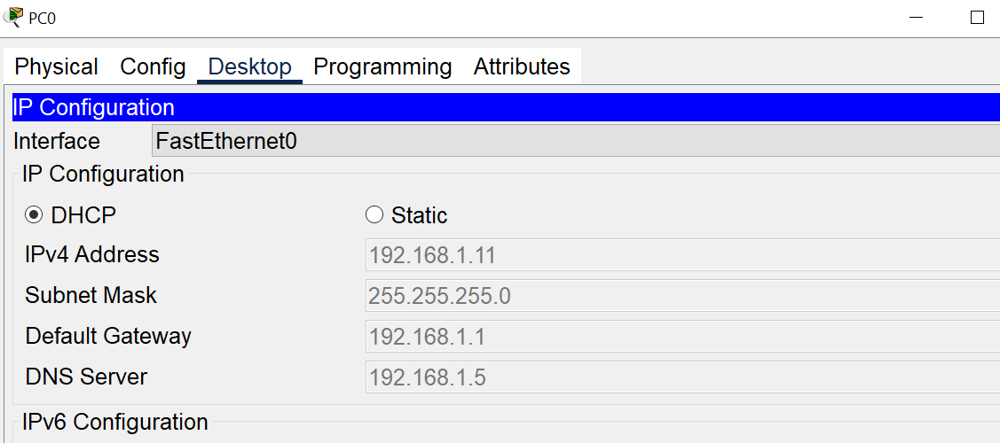 PC0
Physical Config Desktop Programming Attributes
IP Configuration
Interface FastEthernet0
IP Configuration
DHCP Static
IPv4 Address 192.168.1.11
Subnet Mask 255.255.255.0
Default Gateway 192.168.1.1
DNS Server 192.168.1.5
IPv6 Configuration